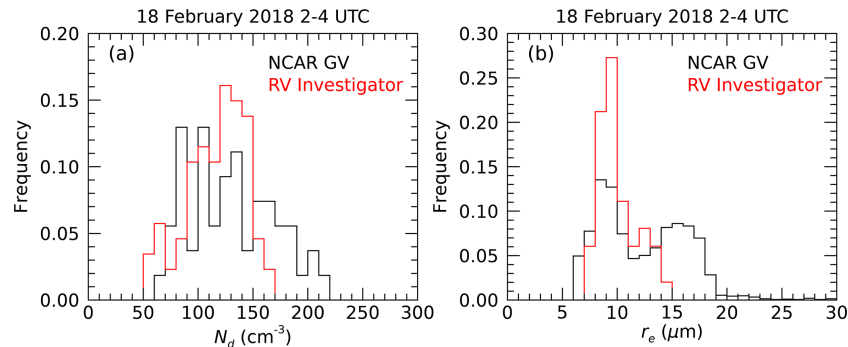 18 February 2018 2-4 UTC
(a)
NCAR GV
RV Investigator
Frequency
0.20
0.15
0.10
0.05
0.00
0 50 100 150 200 250 300
N_d (cm^-3)
18 February 2018 2-4 UTC
(b)
NCAR GV
RV Investigator
Frequency
0.30
0.25
0.20
0.15
0.10
0.05
0.00
5 10 15 20 25 30
r_e (μm)